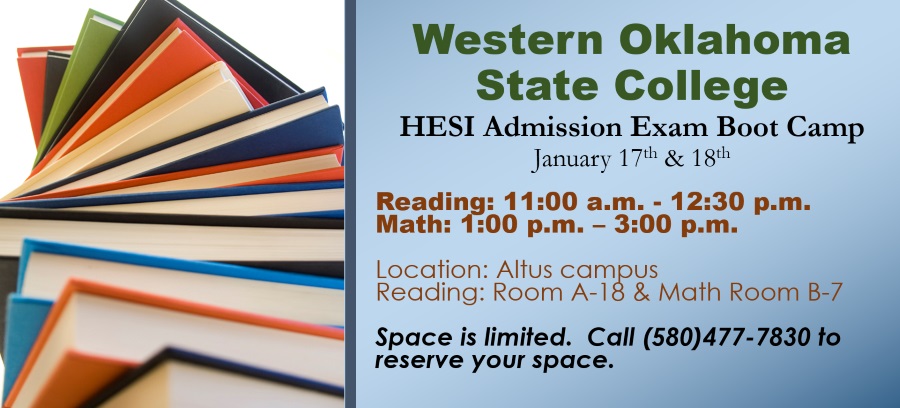 Western Oklahoma
State College
HESI Admission Exam Boot Camp
January 17th & 18th
Reading: 11:00 a.m. - 12:30 p.m.
Math: 1:00 p.m. – 3:00 p.m.
Location: Altus campus
Reading: Room A-18 & Math Room B-7
Space is limited.  Call (580)477-7830 to
reserve your space.